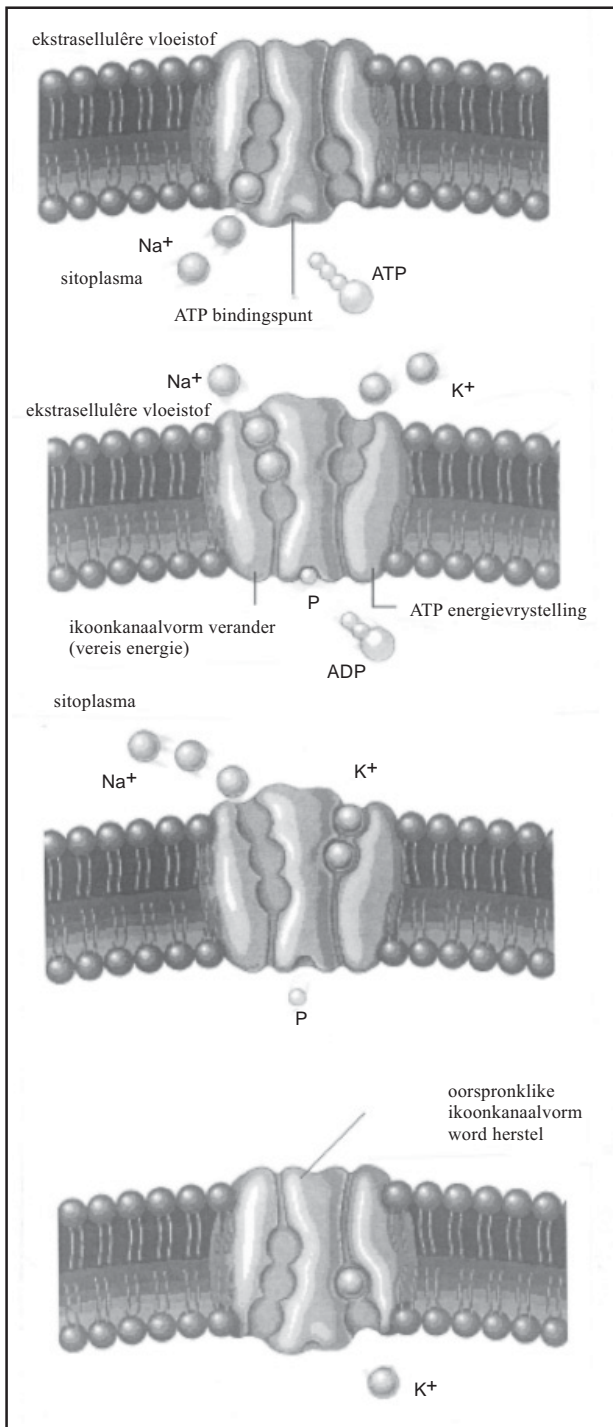 ekstrasellulêre vloeistof
Na+
sitoplasma
ATP
ATP bindingspunt
Na+
K+
ekstrasellulêre vloeistof
P
ATP energievrystelling
ikoonkanaalvorm verander
(vereis energie)
ADP
sitoplasma
Na+
K+
P
oorspronklike
ikoonkanaalvorm
word herstel
K+